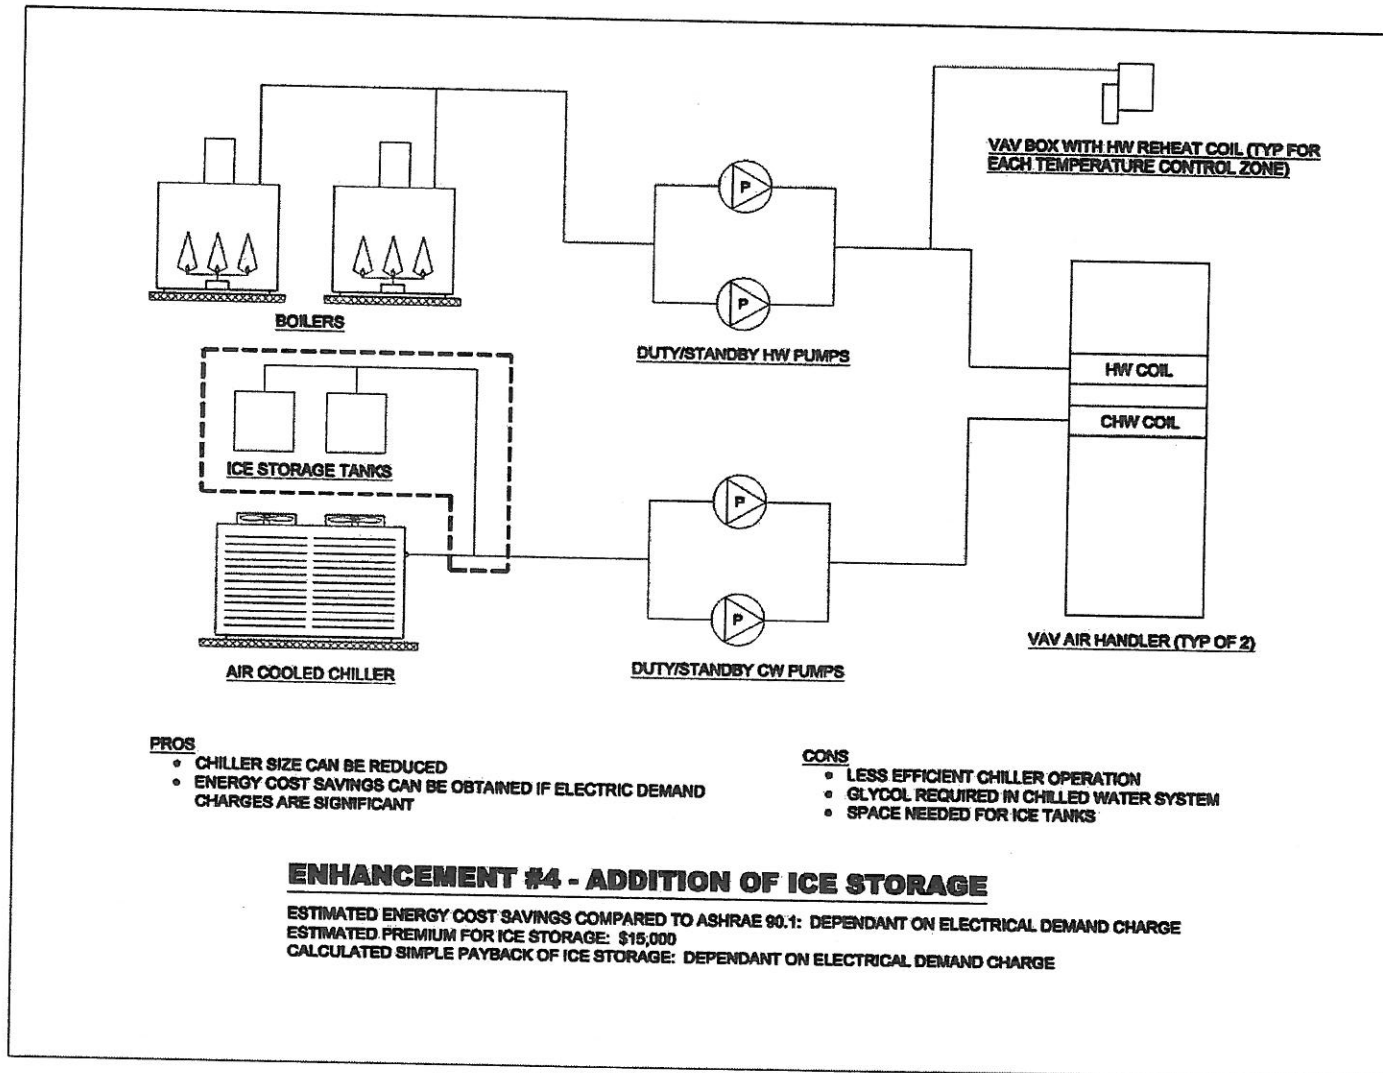 VAV BOX WITH HW REHEAT COIL (TYP FOR
EACH TEMPERATURE CONTROL ZONE)
P
P
BOILERS
DUTY/STANDBY HW PUMPS
HW COIL
CHW COIL
ICE STORAGE TANKS
P
P
AIR COOLED CHILLER
DUTY/STANDBY CW PUMPS
VAV AIR HANDLER (TYP OF 2)
PROS
• CHILLER SIZE CAN BE REDUCED
• ENERGY COST SAVINGS CAN BE OBTAINED IF ELECTRIC DEMAND
CHARGES ARE SIGNIFICANT
CONS
• LESS EFFICIENT CHILLER OPERATION
• GLYCOL REQUIRED IN CHILLED WATER SYSTEM
• SPACE NEEDED FOR ICE TANKS
ENHANCEMENT #4 - ADDITION OF ICE STORAGE
ESTIMATED ENERGY COST SAVINGS COMPARED TO ASHRAE 90.1: DEPENDANT ON ELECTRICAL DEMAND CHARGE
ESTIMATED PREMIUM FOR ICE STORAGE: $15,000
CALCULATED SIMPLE PAYBACK OF ICE STORAGE: DEPENDANT ON ELECTRICAL DEMAND CHARGE